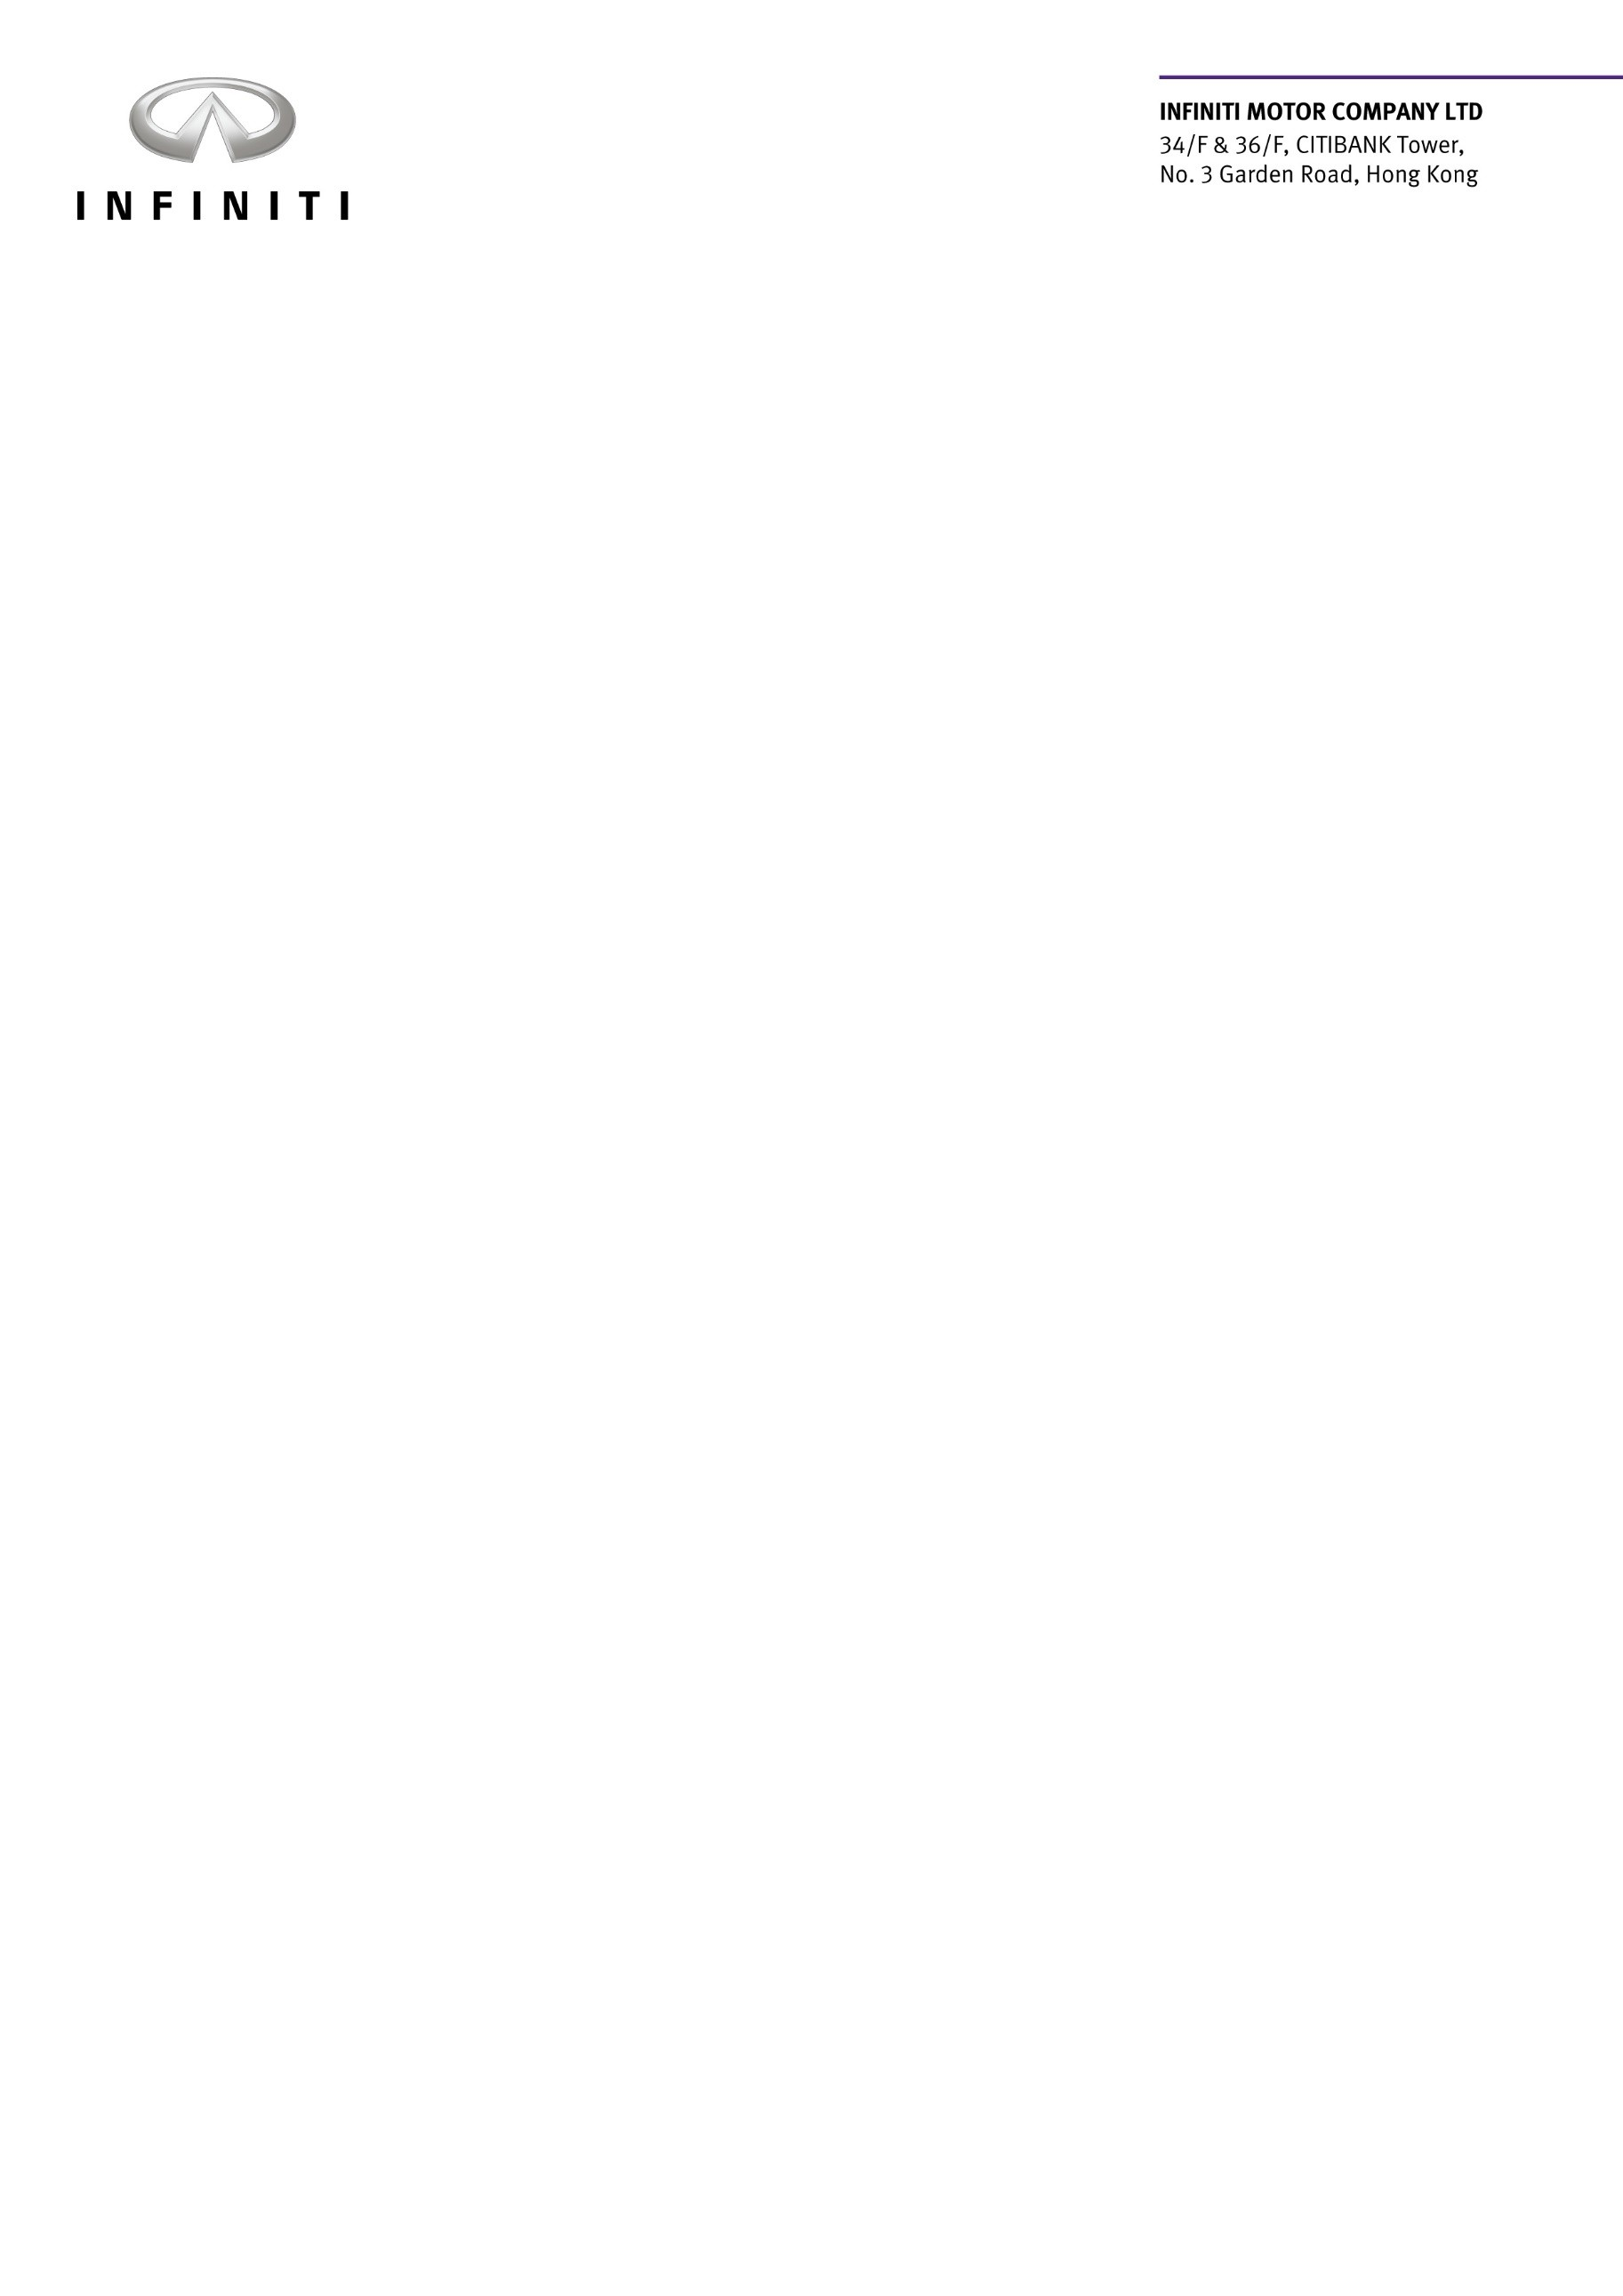 INFINITI
INFINITI MOTOR COMPANY LTD
34/F & 36/F, CITIBANK Tower,
No. 3 Garden Road, Hong Kong